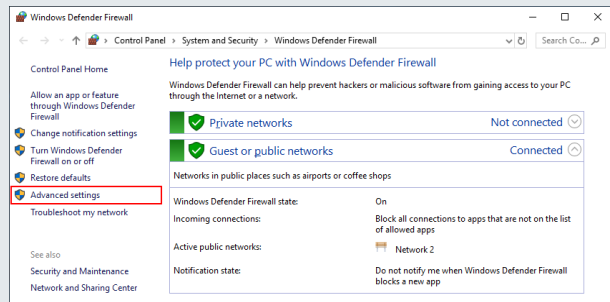 Windows Defender Firewall
Control Panel > System and Security > Windows Defender Firewall
Search Co...
Control Panel Home
Allow an app or feature
through Windows Defender
Firewall
Change notification settings
Turn Windows Defender
Firewall on or off
Restore defaults
Advanced settings
Troubleshoot my network
See also
Security and Maintenance
Network and Sharing Center
Help protect your PC with Windows Defender Firewall
Windows Defender Firewall can help prevent hackers or malicious software from gaining access to your PC
through the Internet or a network.
Private networks Not connected
Guest or public networks Connected
Networks in public places such as airports or coffee shops
Windows Defender Firewall state: On
Incoming connections: Block all connections to apps that are not on the list
of allowed apps
Active public networks: Network 2
Notification state: Do not notify me when Windows Defender Firewall
blocks a new app